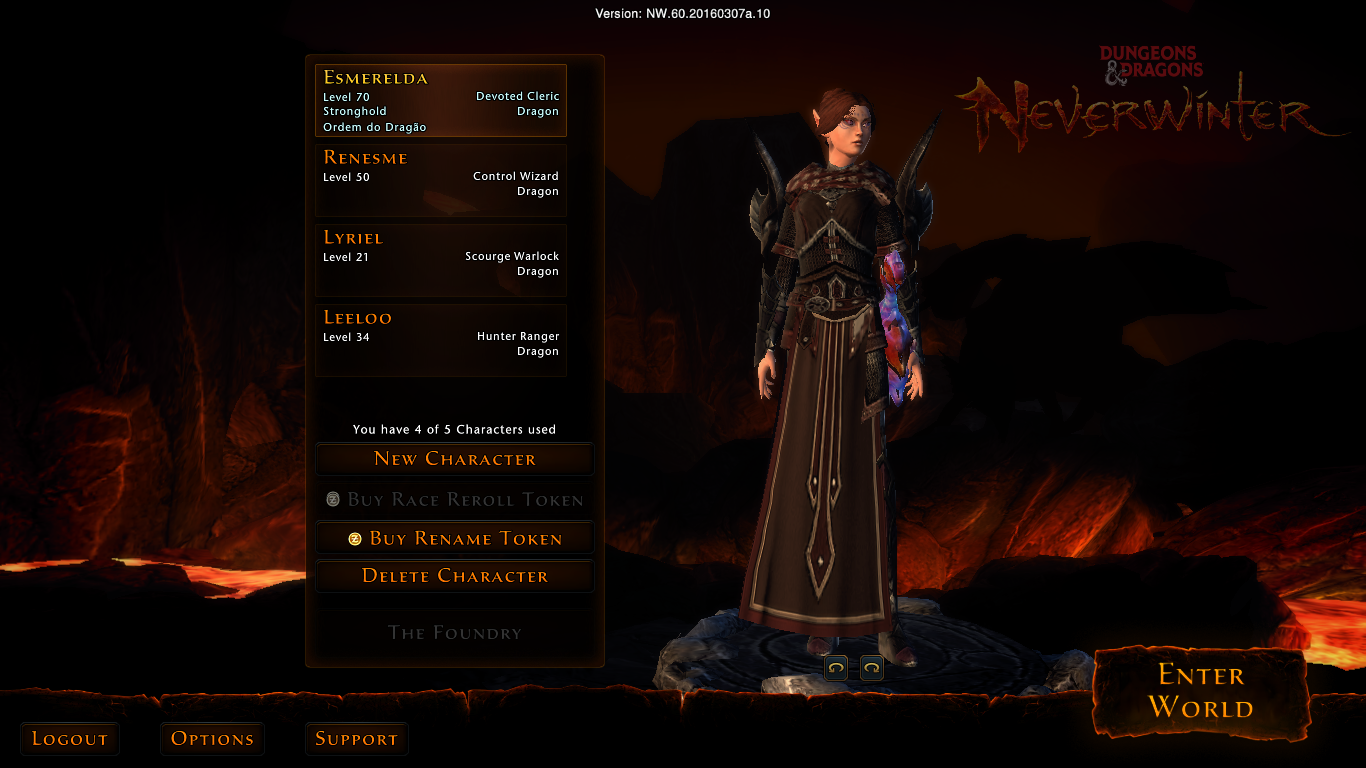 Version: NW.60.20160307a.10
DUNGEONS
& DRAGONS
NEVERWINTER
ESMERELDA
Level 70 Devoted Cleric
Stronghold Dragon
Ordem do Dragão
RENESME
Level 50 Control Wizard
Dragon
LYRIEL
Level 21 Scourge Warlock
Dragon
LEELOO
Level 34 Hunter Ranger
Dragon
You have 4 of 5 Characters used
NEW CHARACTER
BUY RACE REROLL TOKEN
BUY RENAME TOKEN
DELETE CHARACTER
THE FOUNDRY
ENTER
WORLD
LOGOUT OPTIONS SUPPORT